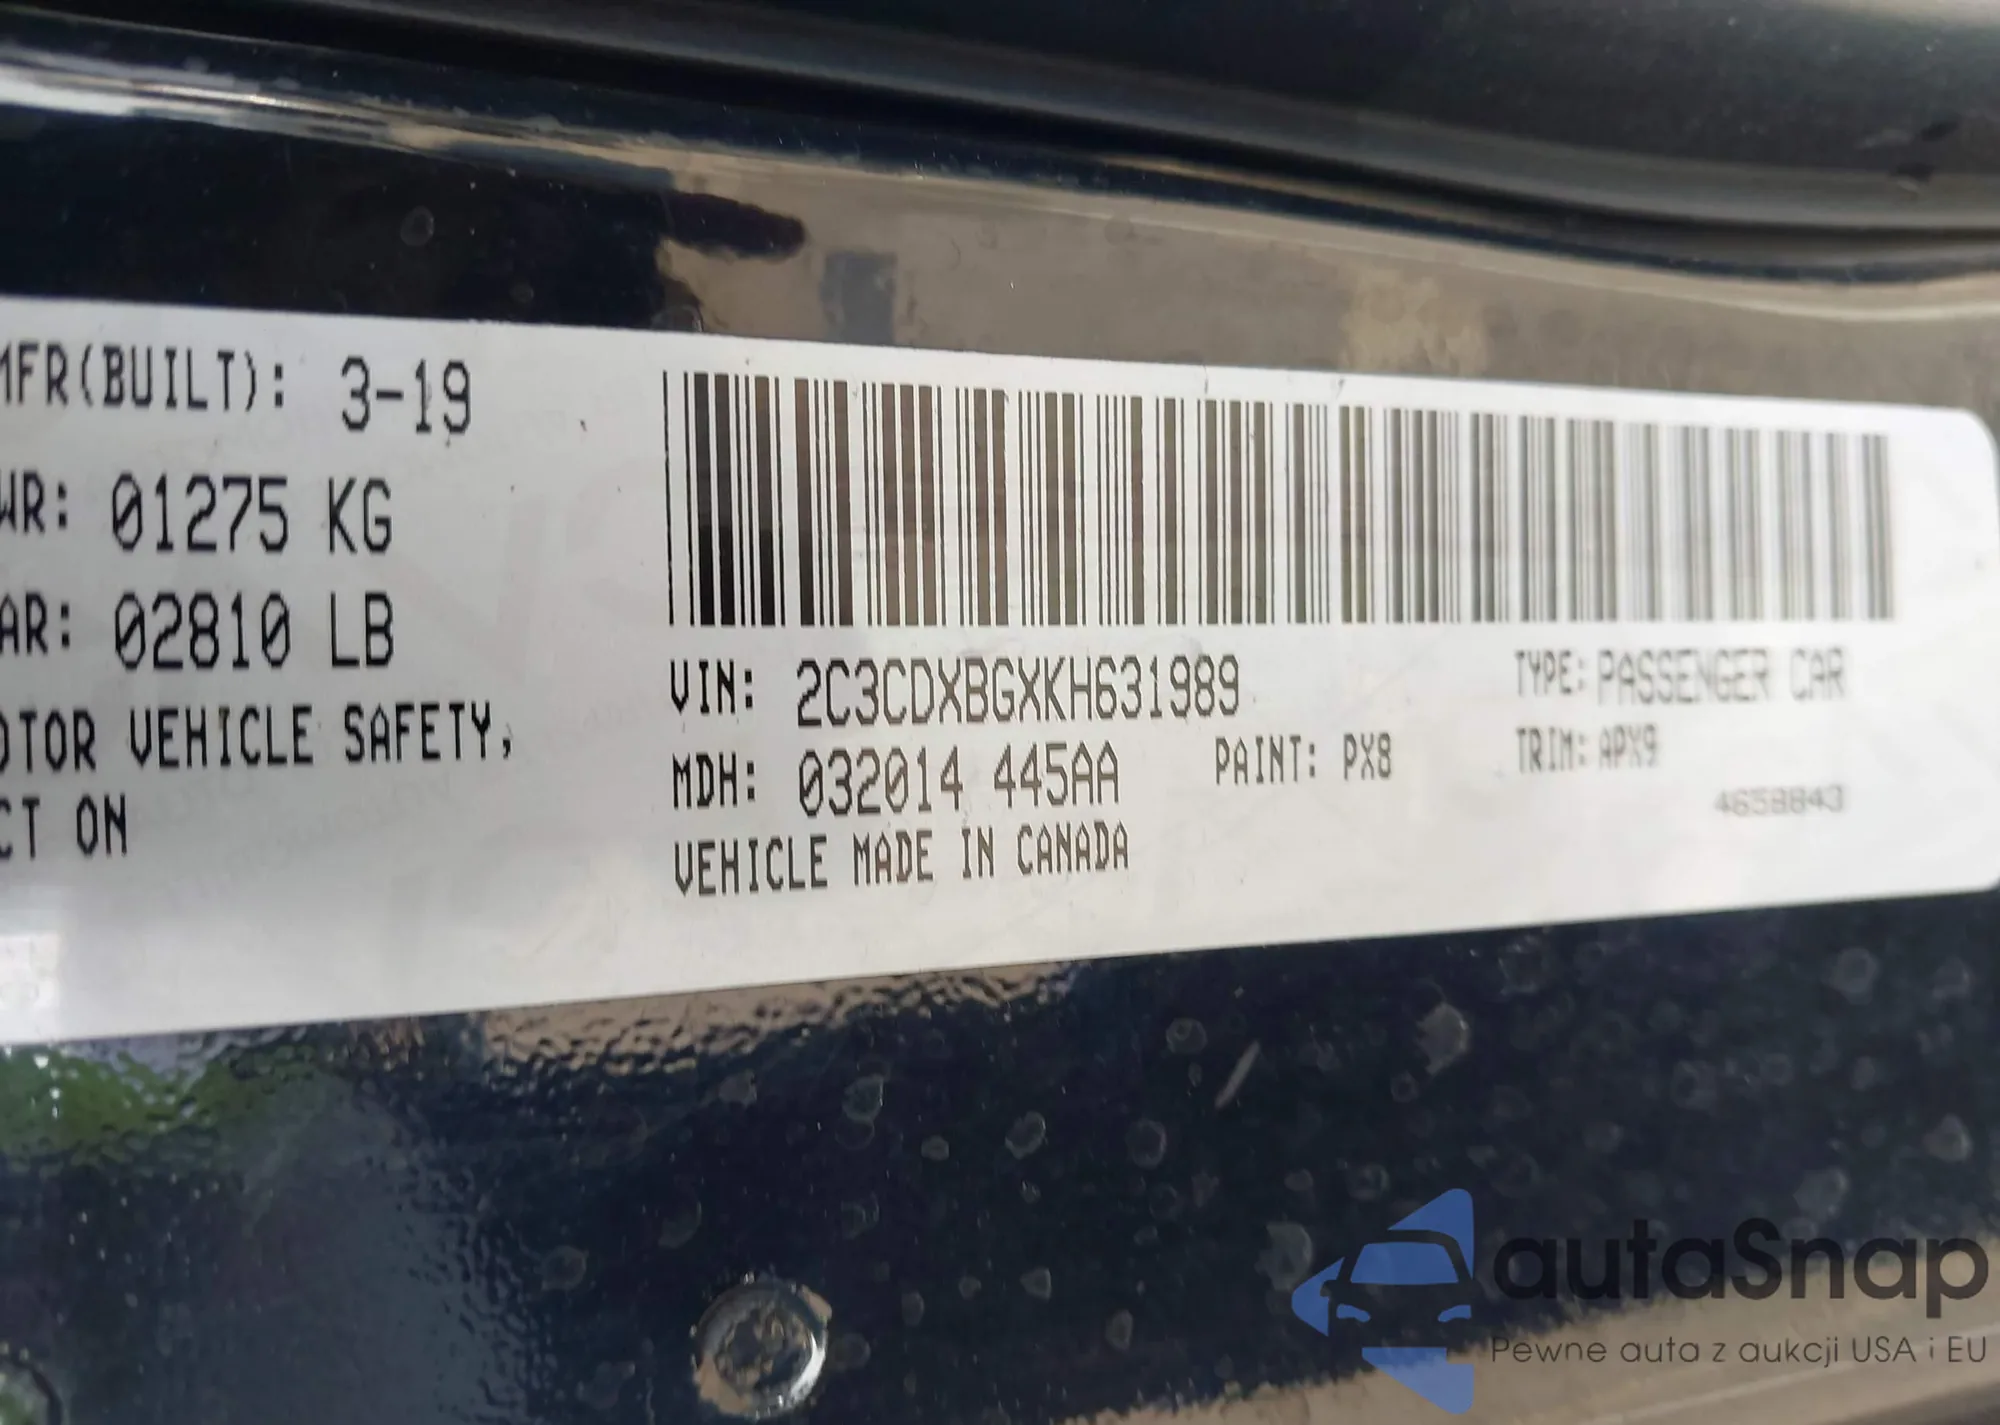 MFR(BUILT): 3-19
WR: 01275 KG
AR: 02810 LB
OTOR VEHICLE SAFETY,
CT ON
VIN: 2C3CDXBGXKH631989
TYPE: PASSENGER CAR
MDH: 032014 445AA
PAINT: PX8
TRIM: APX9
VEHICLE MADE IN CANADA
4658843
autaSnap
Pewne auta z aukcji USA i EU